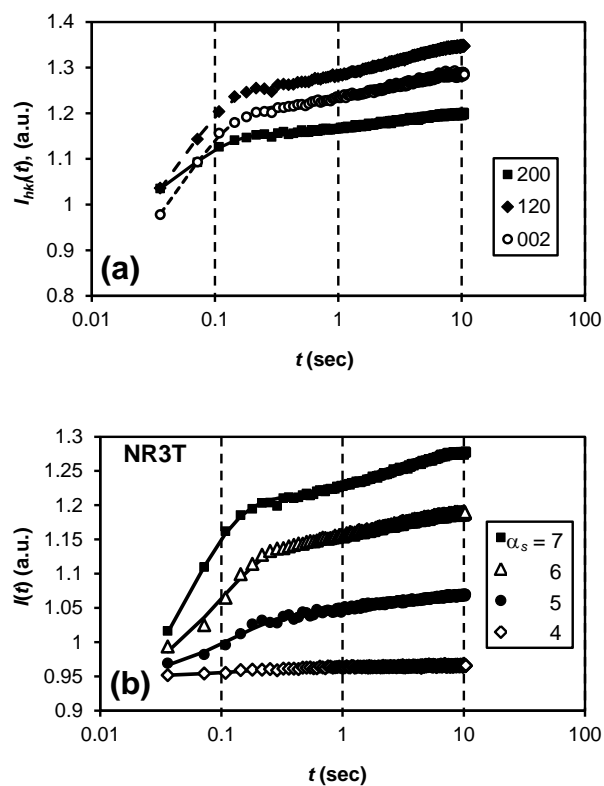 1.4
1.3
1.2
1.1
1
0.9
0.8
I_hkl(t), (a.u.)
(a)
200
120
002
0.01 0.1 1 10 100
t (sec)
1.3
1.25
1.2
1.15
1.1
1.05
1
0.95
0.9
I(t) (a.u.)
NR3T
(b)
α_s = 7
6
5
4
0.01 0.1 1 10 100
t (sec)